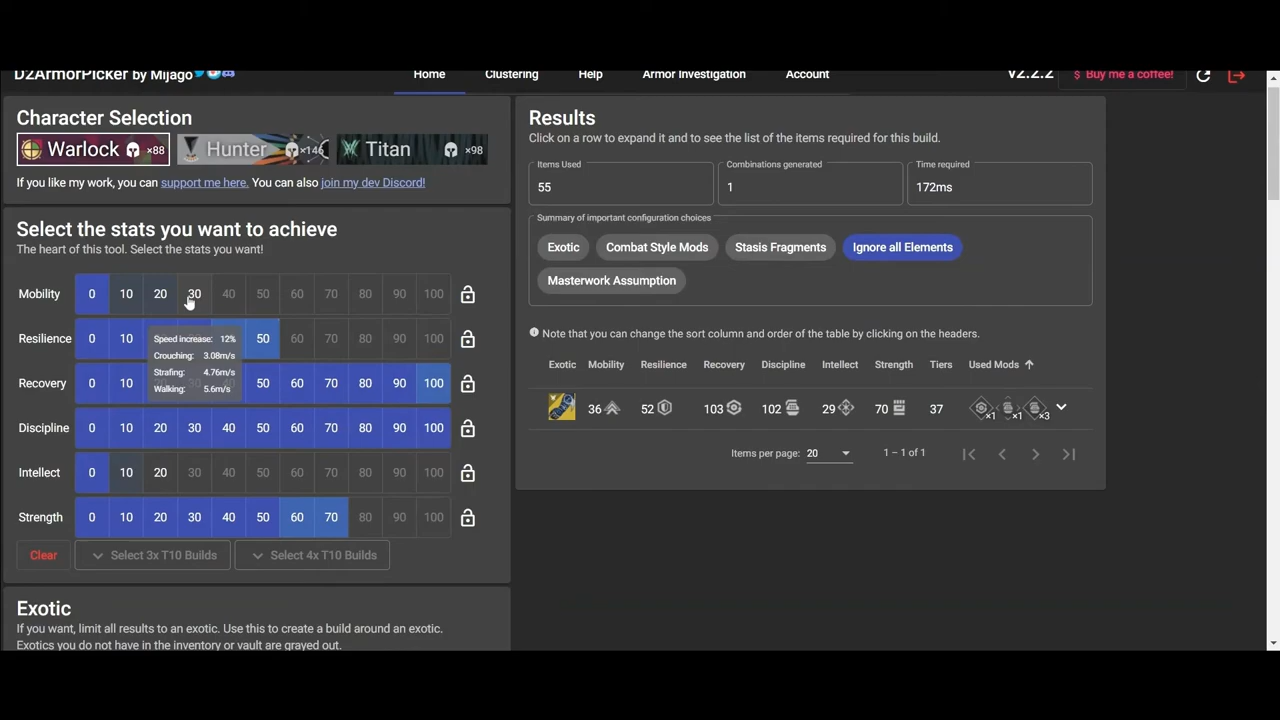 D2ArmorPicker by Mijago
Home
Clustering
Help
Armor Investigation
Account
v2.2.2
$ Buy me a coffee!
Character Selection
Warlock ×88
Hunter ×146
Titan ×98
If you like my work, you can support me here. You can also join my dev Discord!
Select the stats you want to achieve
The heart of this tool. Select the stats you want!
Mobility 0 10 20 30 40 50 60 70 80 90 100
Resilience 0 10 50 60 70 80 90 100
Speed increase: 12%
Crouching: 3.08m/s
Strafing: 4.76m/s
Walking: 5.6m/s
Recovery 0 10 50 60 70 80 90 100
Discipline 0 10 20 30 40 50 60 70 80 90 100
Intellect 0 10 20 30 40 50 60 70 80 90 100
Strength 0 10 20 30 40 50 60 70 80 90 100
Clear
Select 3x T10 Builds
Select 4x T10 Builds
Exotic
If you want, limit all results to an exotic. Use this to create a build around an exotic.
Exotics you do not have in the inventory or vault are grayed out.
Results
Click on a row to expand it and to see the list of the items required for this build.
Items Used
55
Combinations generated
1
Time required
172ms
Summary of important configuration choices
Exotic
Combat Style Mods
Stasis Fragments
Ignore all Elements
Masterwork Assumption
Note that you can change the sort column and order of the table by clicking on the headers.
Exotic Mobility Resilience Recovery Discipline Intellect Strength Tiers Used Mods
36 52 103 102 29 70 37 ×1 ×1 ×3
Items per page: 20
1 – 1 of 1